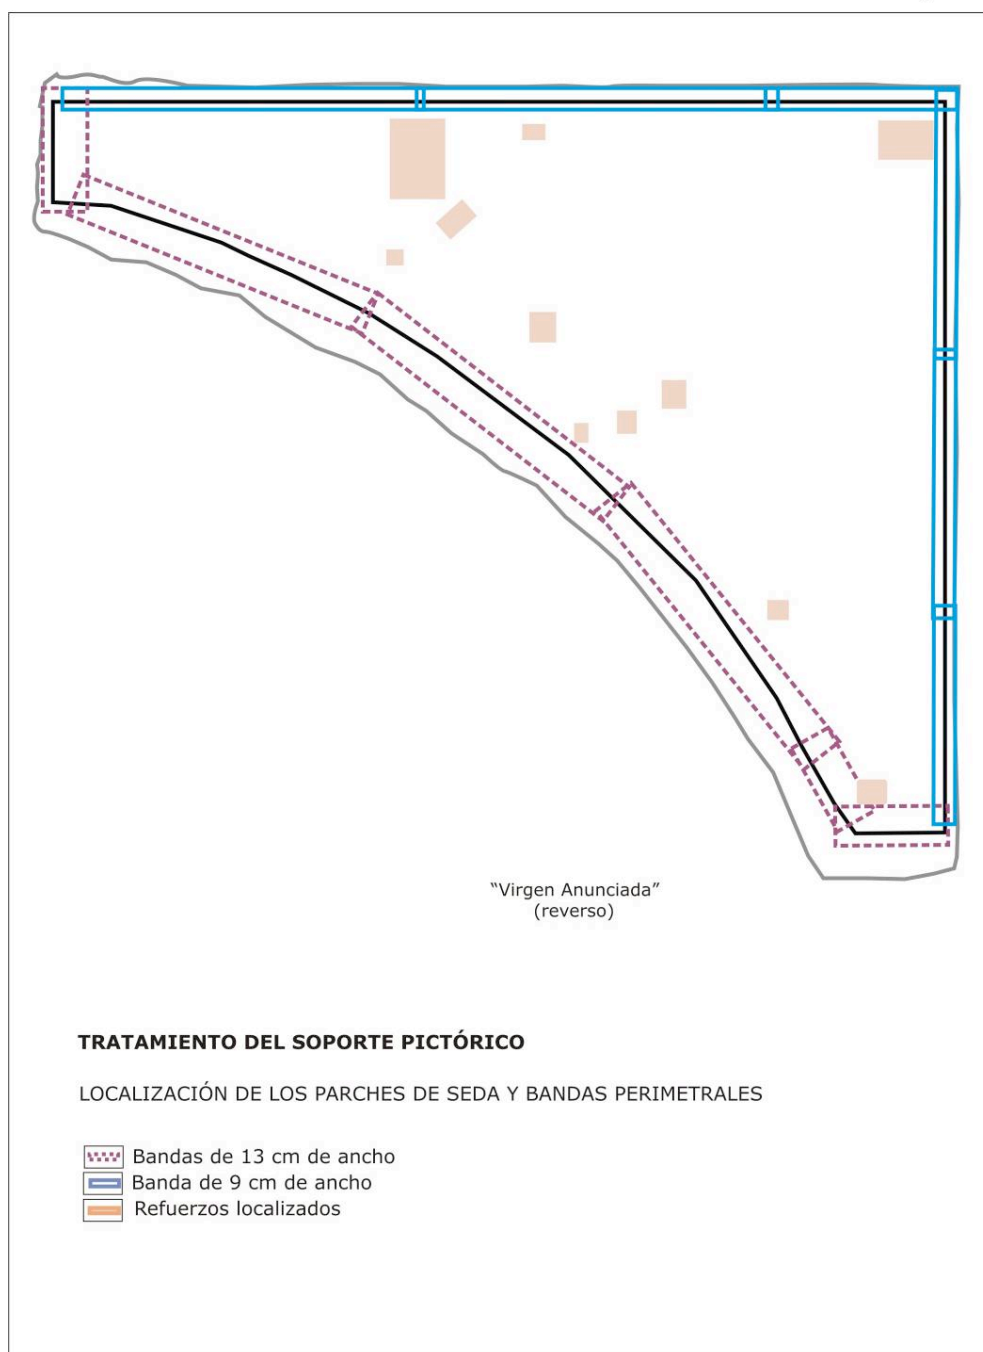 “Virgen Anunciada”
(reverso)
TRATAMIENTO DEL SOPORTE PICTÓRICO
LOCALIZACIÓN DE LOS PARCHES DE SEDA Y BANDAS PERIMETRALES
Bandas de 13 cm de ancho
Banda de 9 cm de ancho
Refuerzos localizados